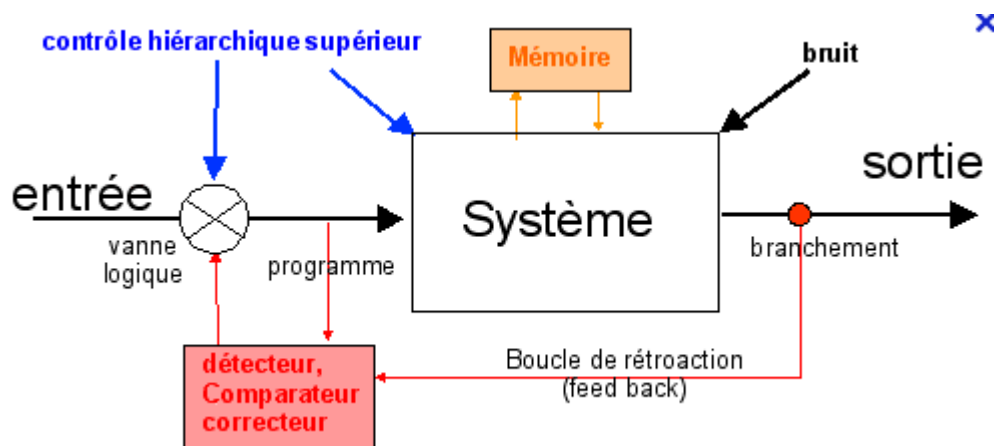 contrôle hiérarchique supérieur
Mémoire
bruit
entrée
sortie
Système
vanne
logique
programme
branchement
détecteur,
Comparateur
correcteur
Boucle de rétroaction
(feed back)